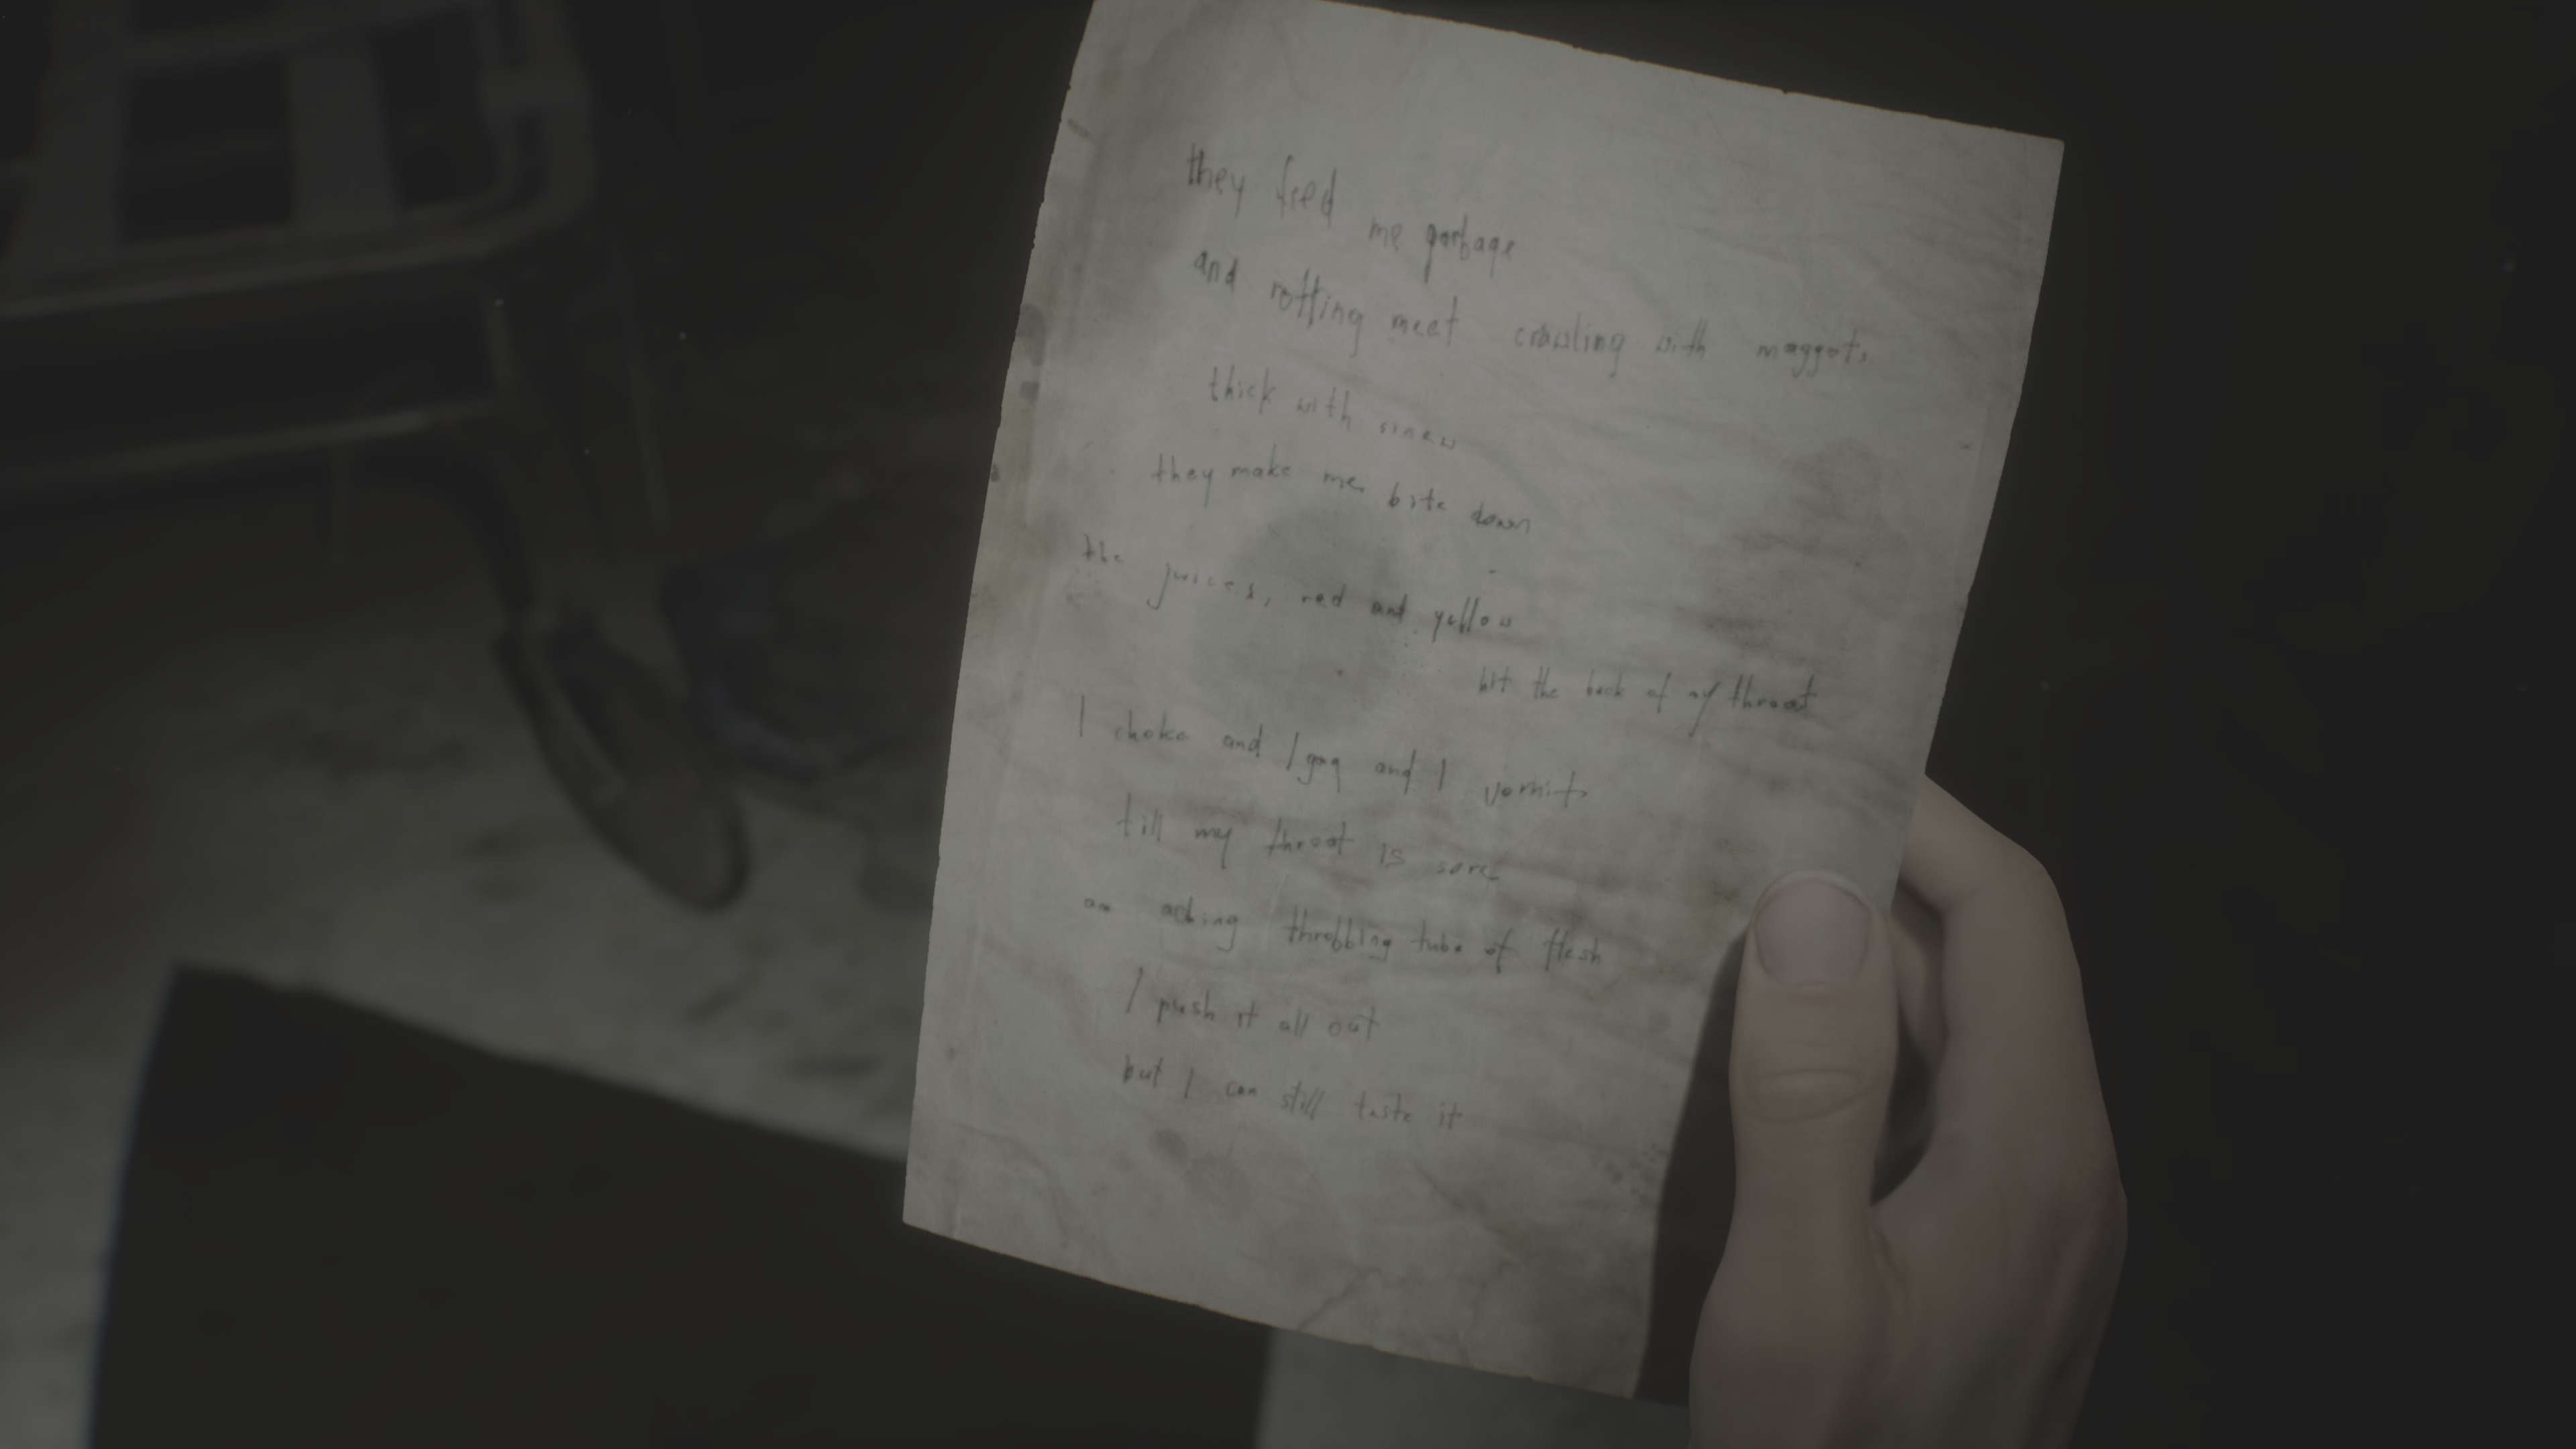 they feed me garbage
and rotting meat crawling with maggots
thick with sinew
they make me bite down
the juices, red and yellow
hit the back of my throat
I choke and I gag and I vomit
till my throat is sore
an aching throbbing tube of flesh
I push it all out
but I can still taste it